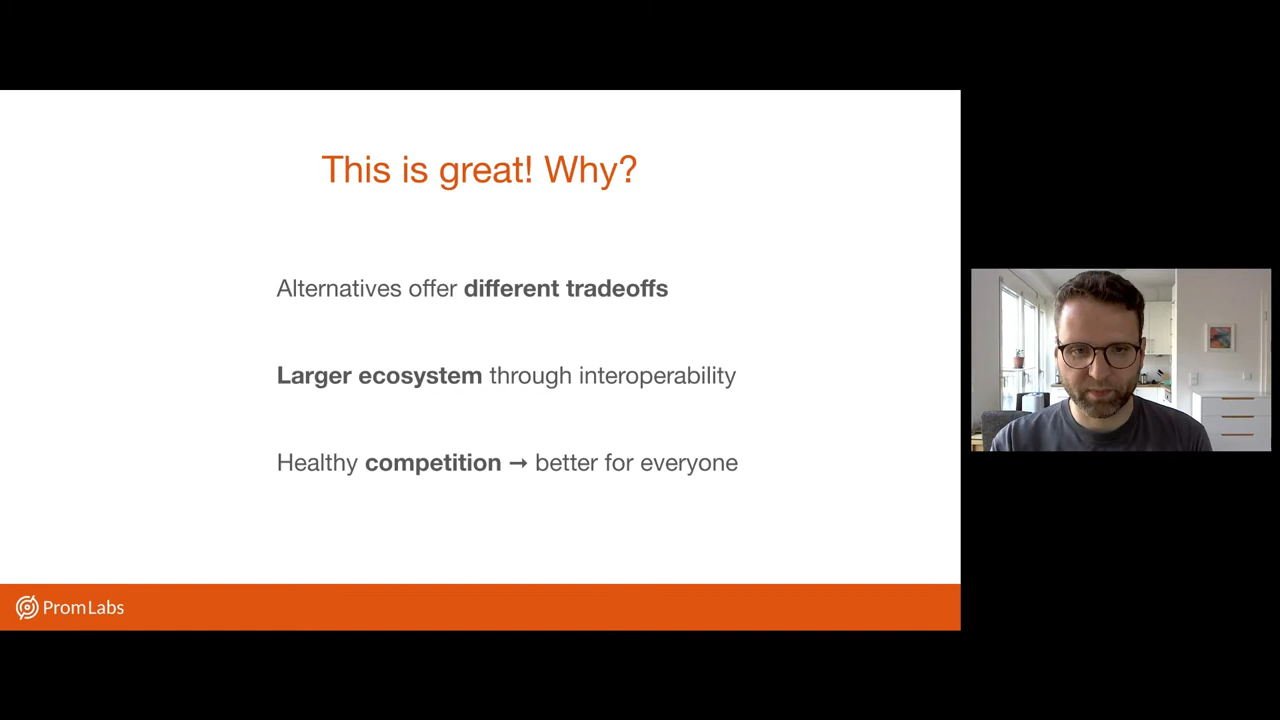 This is great! Why?
Alternatives offer different tradeoffs
Larger ecosystem through interoperability
Healthy competition → better for everyone
PromLabs